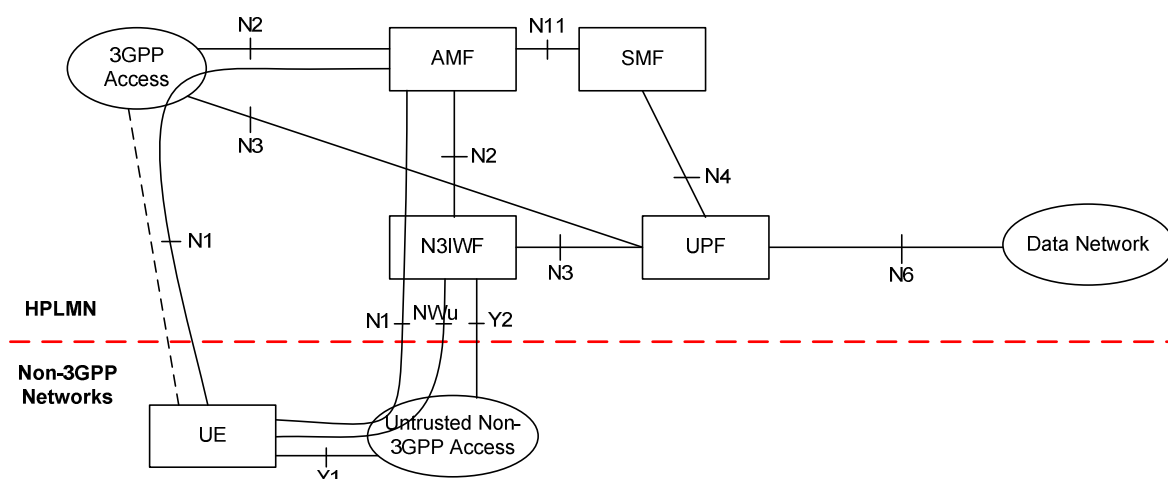 N2
N11
3GPP
Access
AMF
SMF
N3
N2
N4
N1
N3IWF
UPF
Data Network
N3
N6
HPLMN
N1
NWu
Y2
Non-3GPP
Networks
UE
Untrusted Non-
3GPP Access
Y1